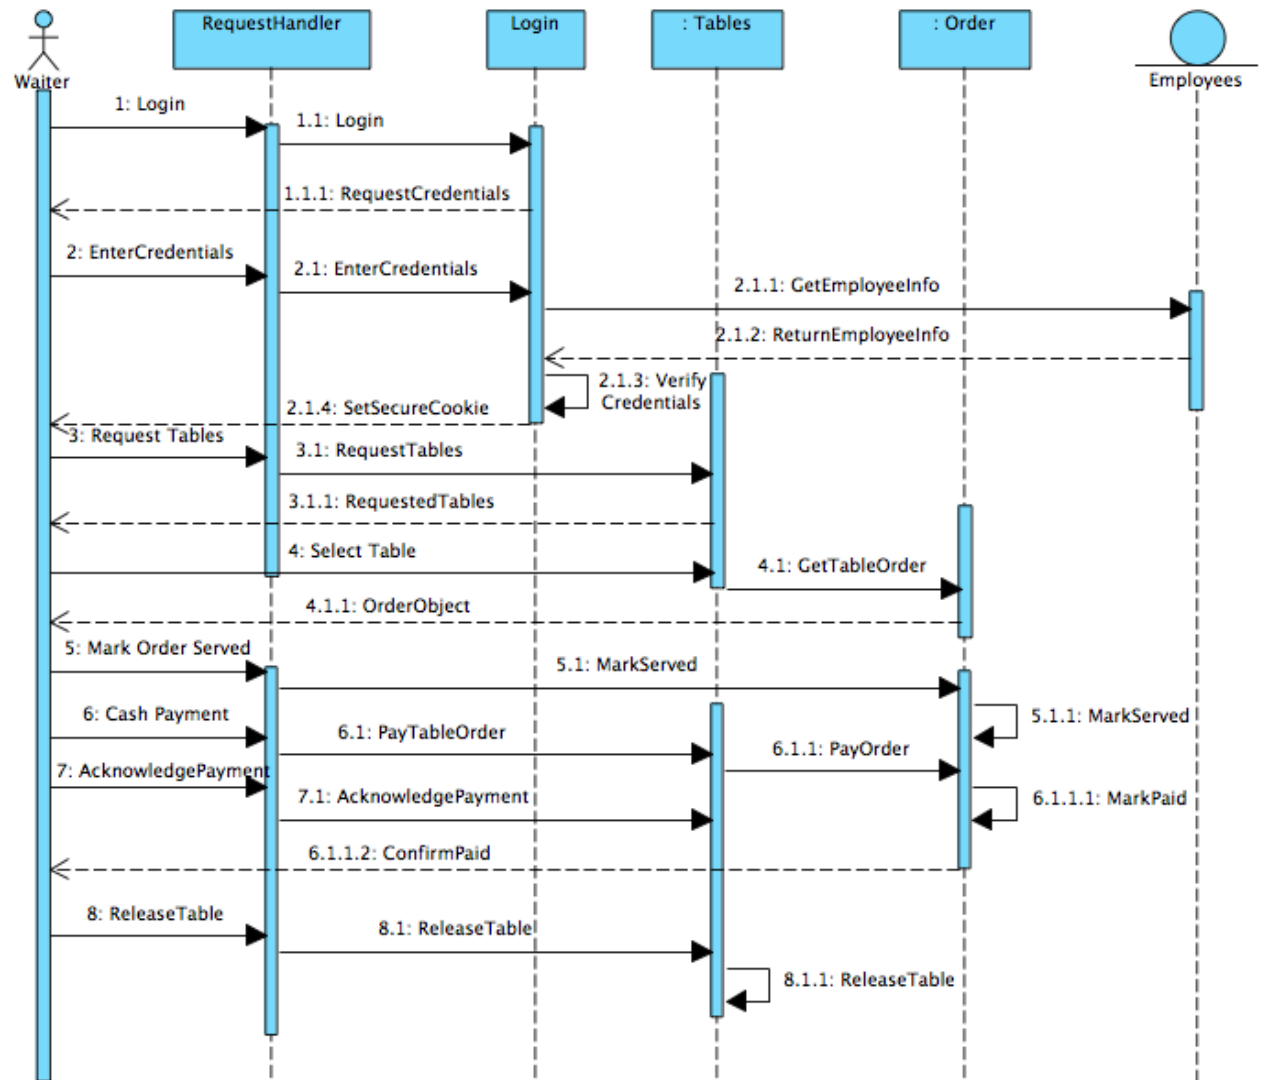 RequestHandler
Login
: Tables
: Order
Waiter
Employees
1: Login
1.1: Login
1.1.1: RequestCredentials
2: EnterCredentials
2.1: EnterCredentials
2.1.1: GetEmployeeInfo
2.1.2: ReturnEmployeeInfo
2.1.3: Verify
Credentials
2.1.4: SetSecureCookie
3: Request Tables
3.1: RequestTables
3.1.1: RequestedTables
4: Select Table
4.1: GetTableOrder
4.1.1: OrderObject
5: Mark Order Served
5.1: MarkServed
5.1.1: MarkServed
6: Cash Payment
6.1: PayTableOrder
6.1.1: PayOrder
7: AcknowledgePayment
7.1: AcknowledgePayment
6.1.1.1: MarkPaid
6.1.1.2: ConfirmPaid
8: ReleaseTable
8.1: ReleaseTable
8.1.1: ReleaseTable